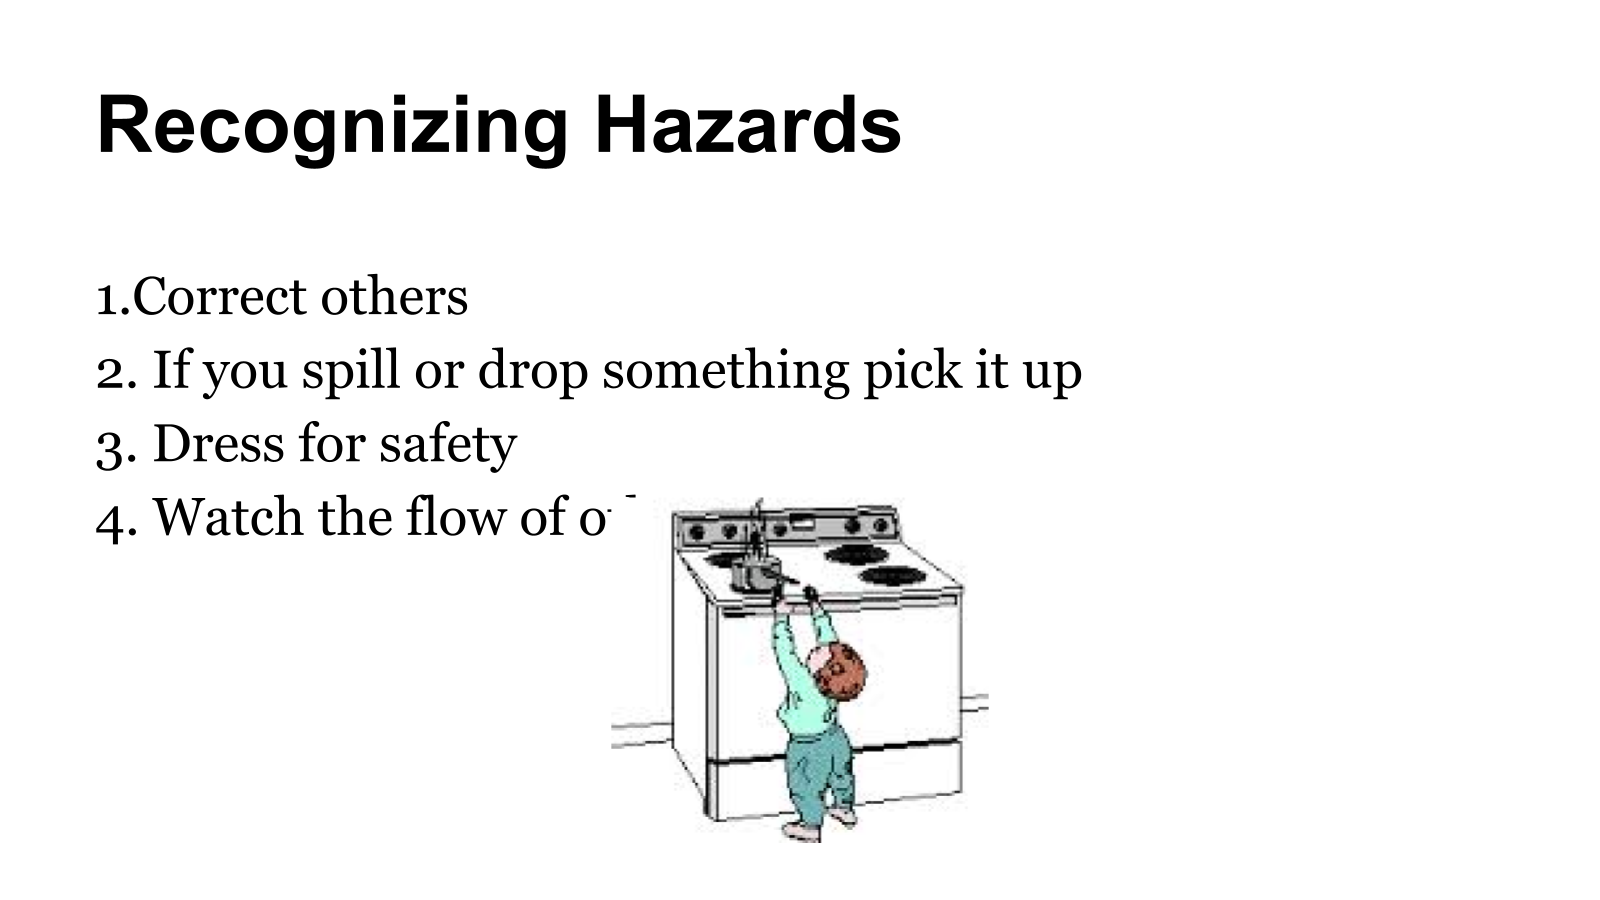 Recognizing Hazards
1.Correct others
2. If you spill or drop something pick it up
3. Dress for safety
4. Watch the flow of